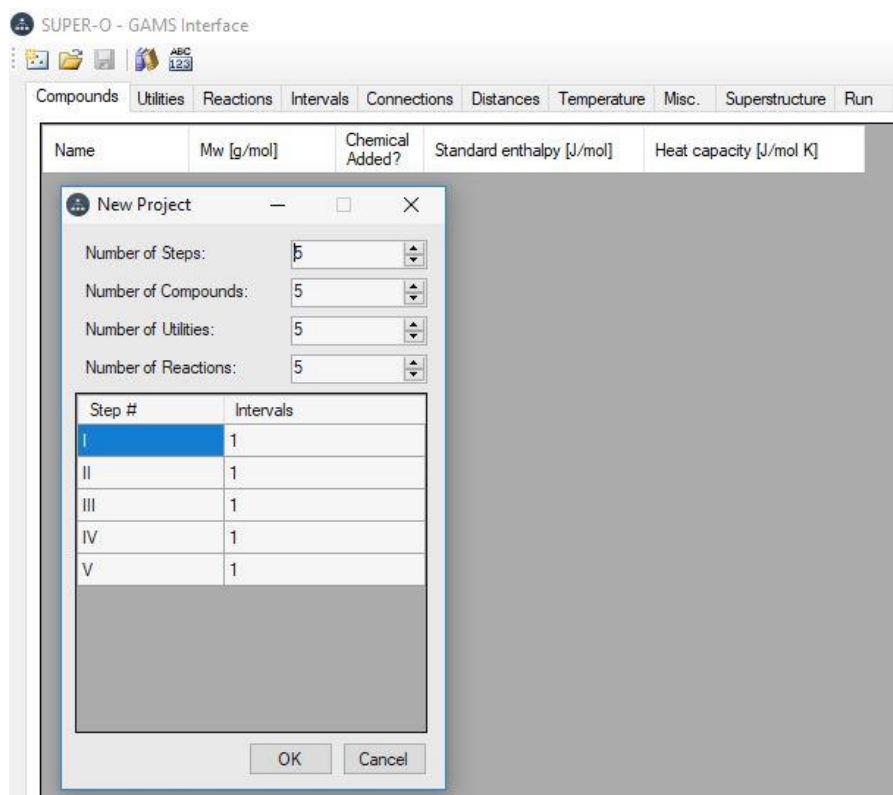 SUPER-O - GAMS Interface
ABC
123
Compounds Utilities Reactions Intervals Connections Distances Temperature Misc. Superstructure Run
Name Mw [g/mol] Chemical Added? Standard enthalpy [J/mol] Heat capacity [J/mol K]
New Project
Number of Steps: 5
Number of Compounds: 5
Number of Utilities: 5
Number of Reactions: 5
Step # Intervals
I 1
II 1
III 1
IV 1
V 1
OK Cancel